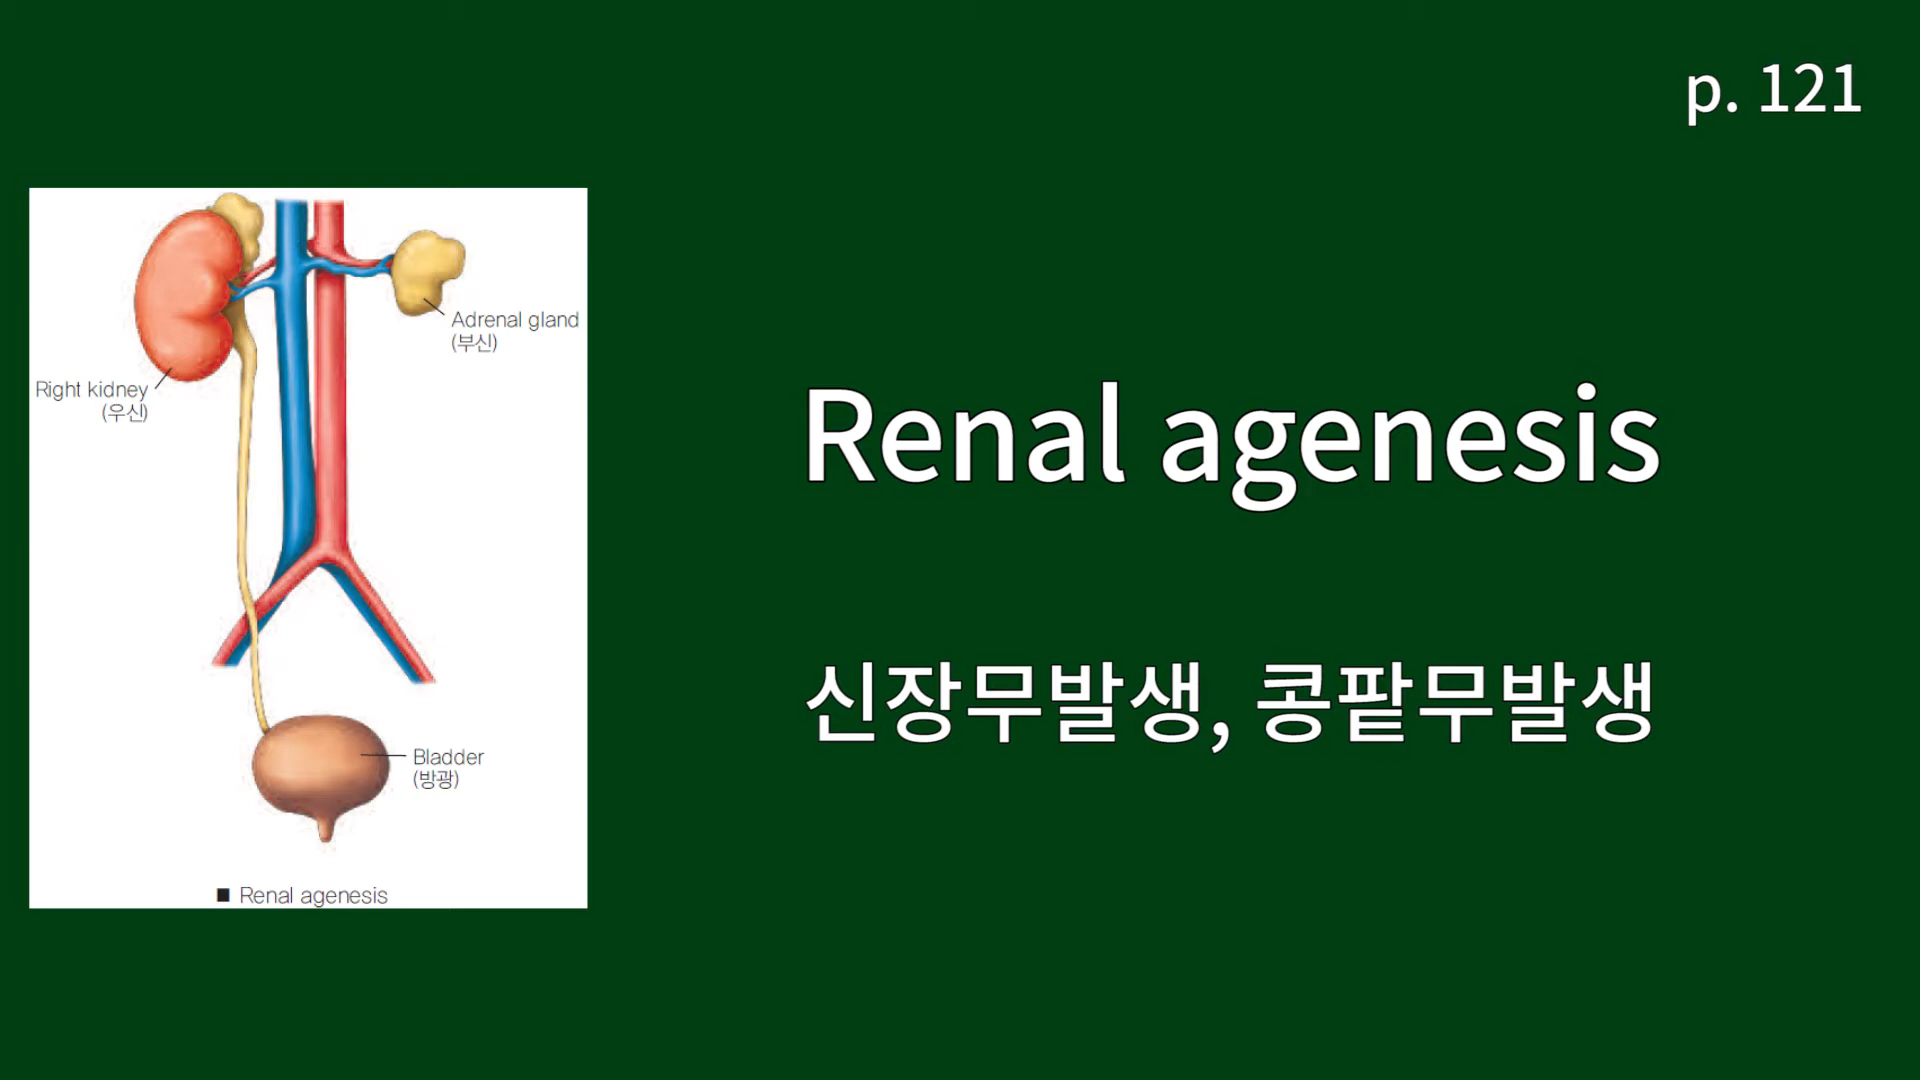 p. 121
Adrenal gland
(부신)
Right kidney
(우신)
Renal agenesis
신장무발생, 콩팥무발생
Bladder
(방광)
■ Renal agenesis